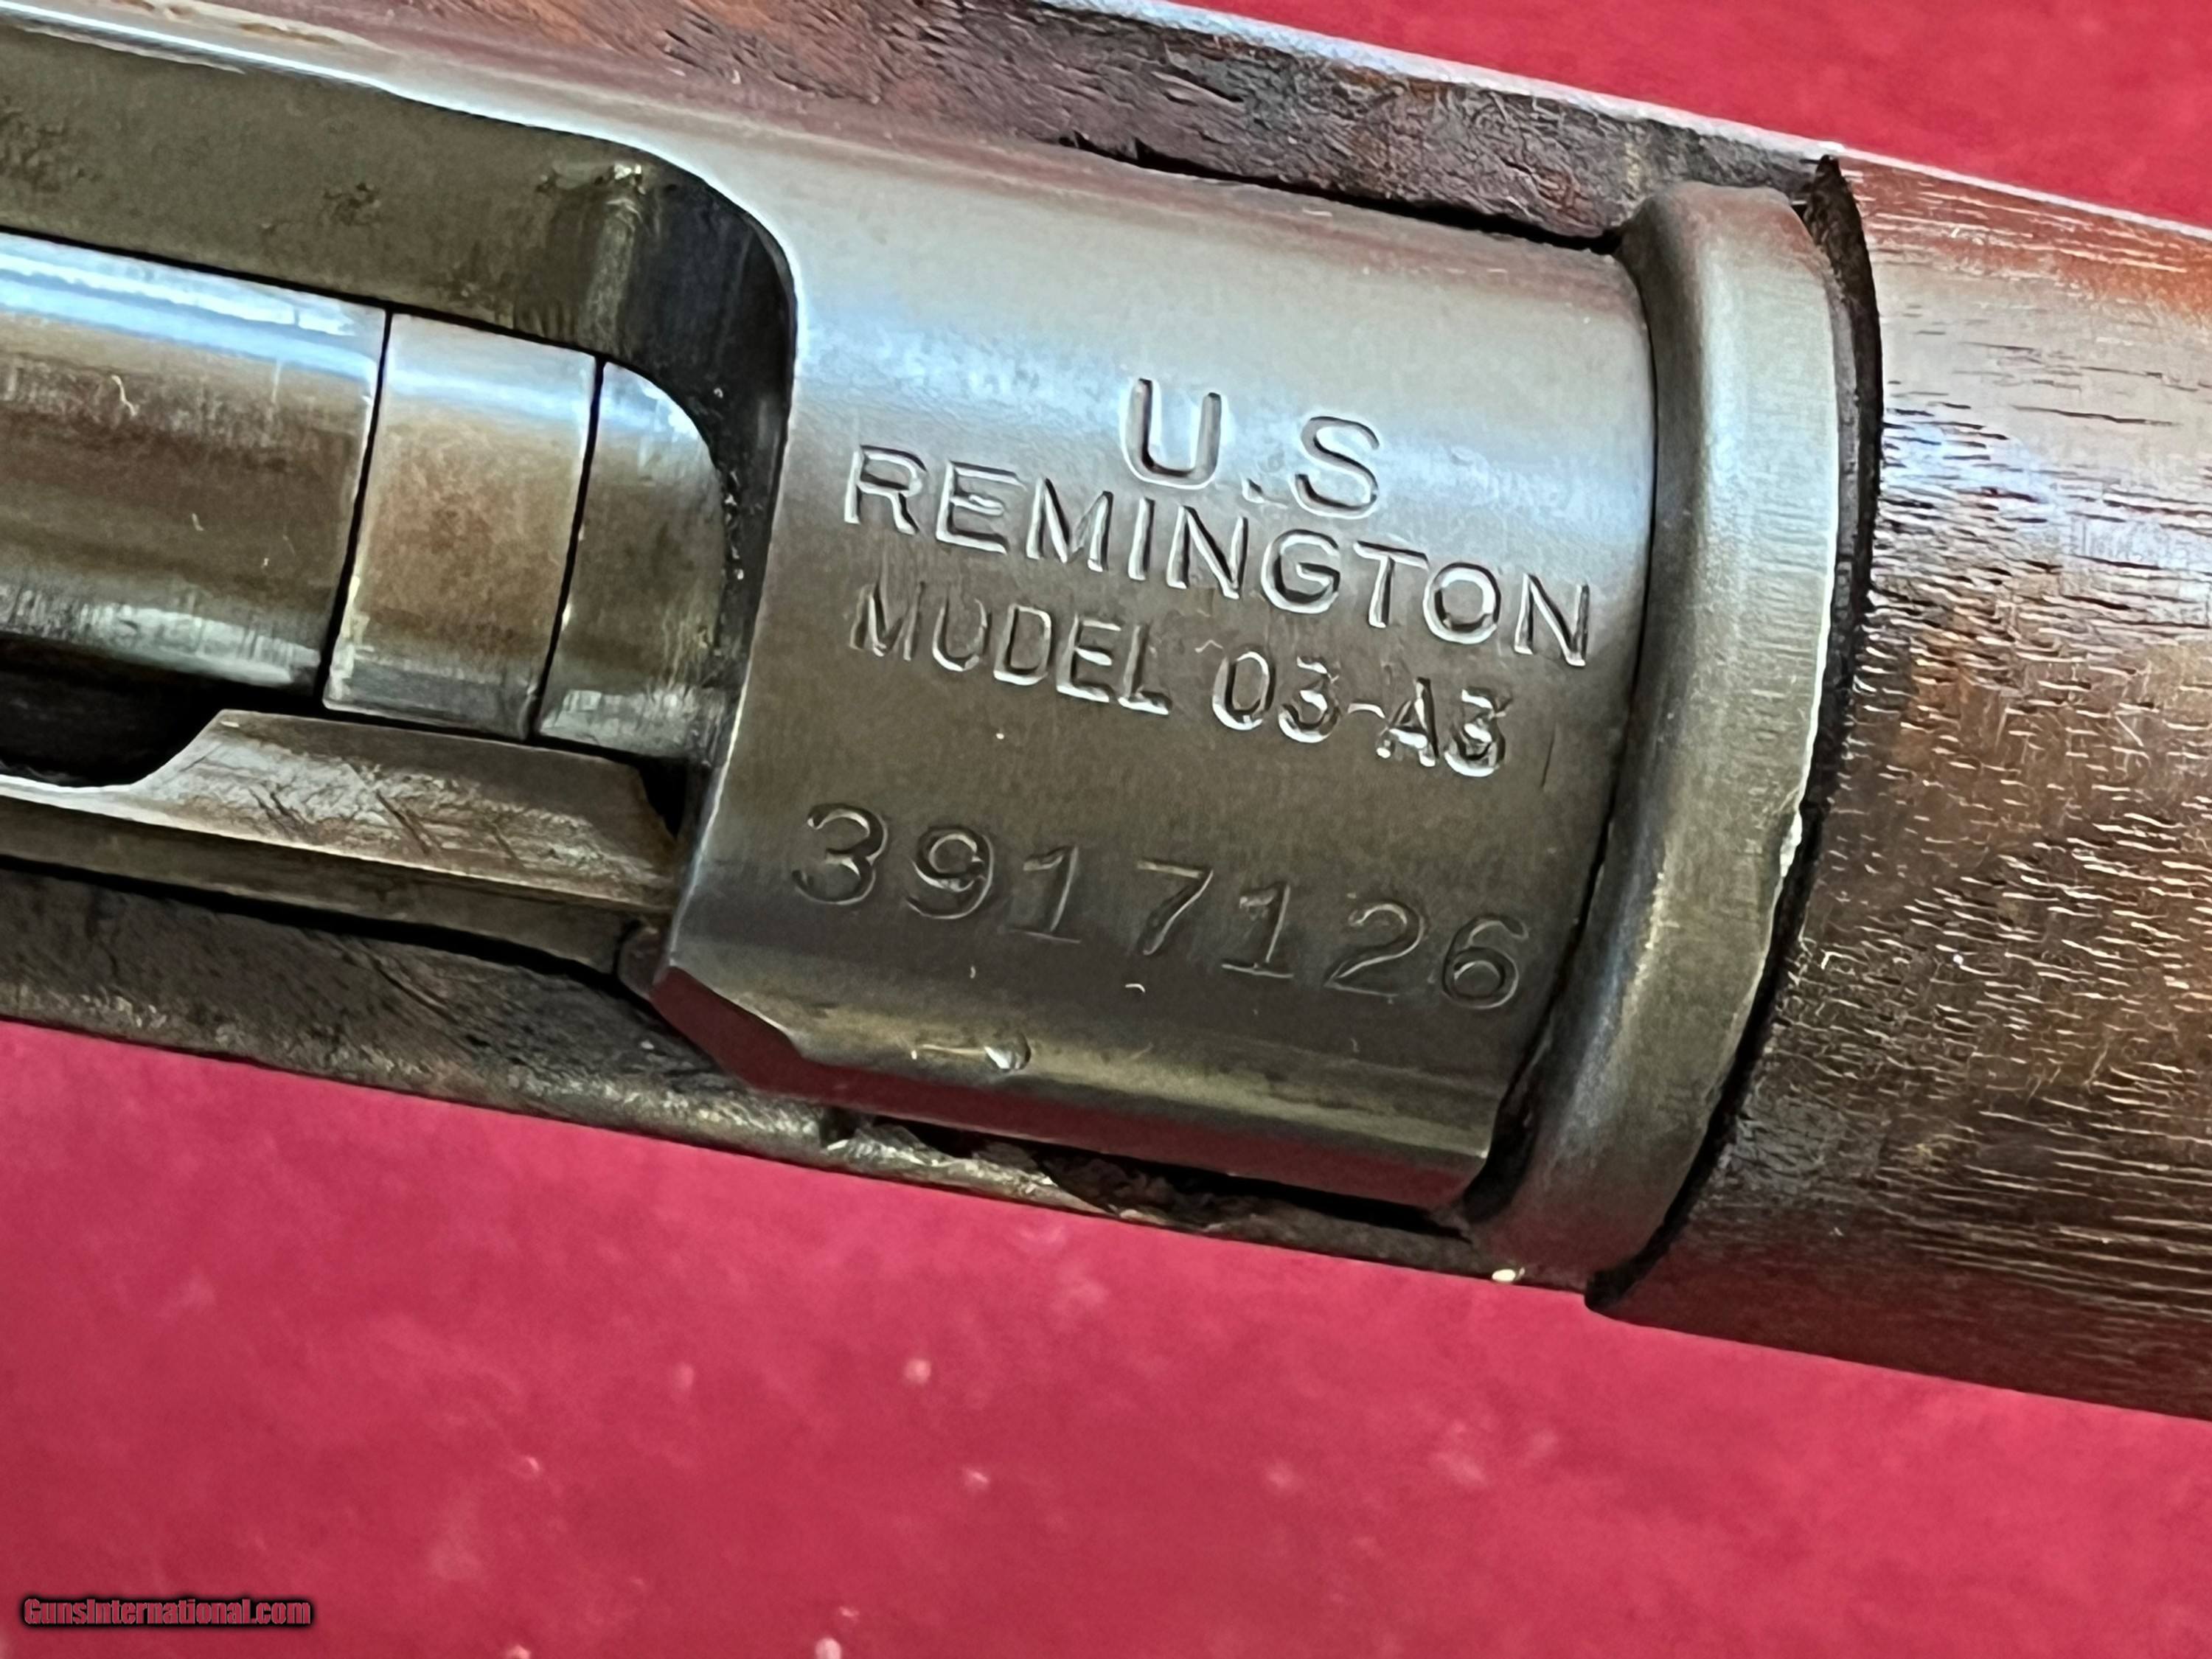 U.S
REMINGTON
MODEL 03-A3
3917126
GunsInternational.com